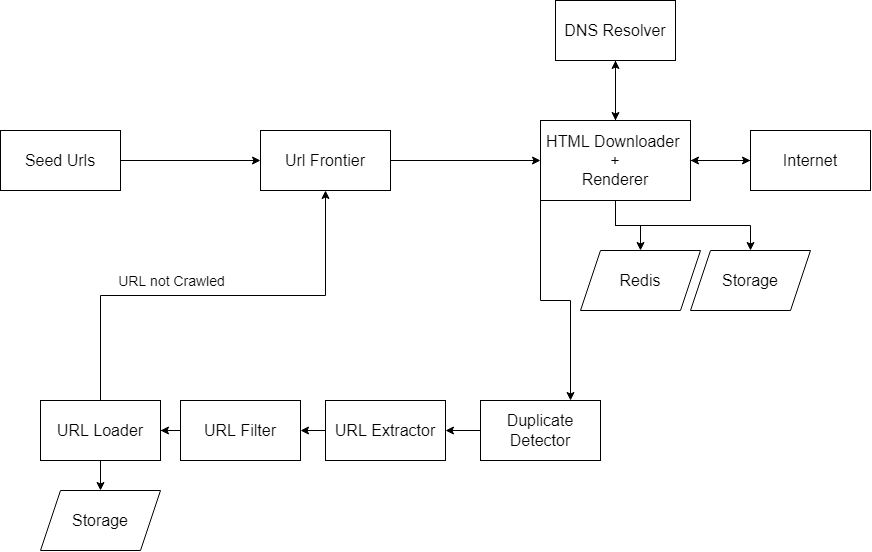 DNS Resolver
Seed Urls
Url Frontier
HTML Downloader
+
Renderer
Internet
URL not Crawled
Redis
Storage
URL Loader
URL Filter
URL Extractor
Duplicate
Detector
Storage